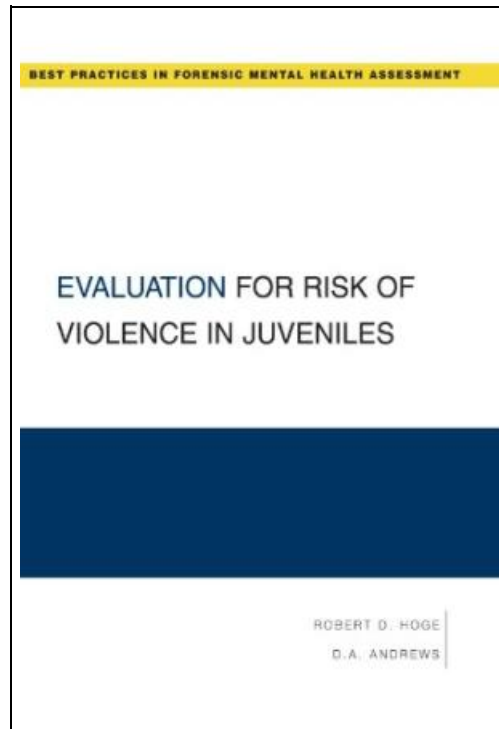 BEST PRACTICES IN FORENSIC MENTAL HEALTH ASSESSMENT
EVALUATION FOR RISK OF
VIOLENCE IN JUVENILES
ROBERT D. HOGE
D.A. ANDREWS